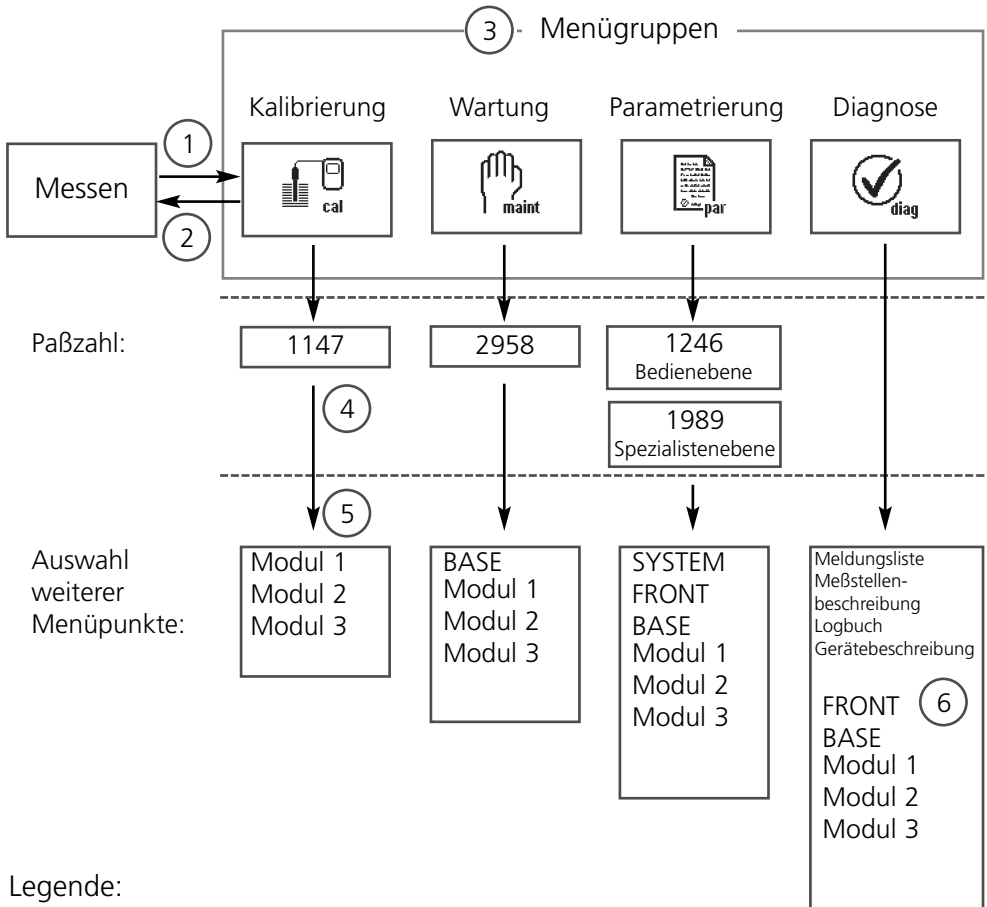 3 Menügruppen
Kalibrierung Wartung Parametrierung Diagnose
1
Messen
cal maint par diag
2
Paßzahl: 1147 2958 1246
Bedienebene
4
1989
Spezialistenebene
5
Auswahl
weiterer
Menüpunkte:
Modul 1
Modul 2
Modul 3
BASE
Modul 1
Modul 2
Modul 3
SYSTEM
FRONT
BASE
Modul 1
Modul 2
Modul 3
Meldungsliste
Meßstellen-
beschreibung
Logbuch
Gerätebeschreibung
FRONT 6
BASE
Modul 1
Modul 2
Modul 3
Legende: